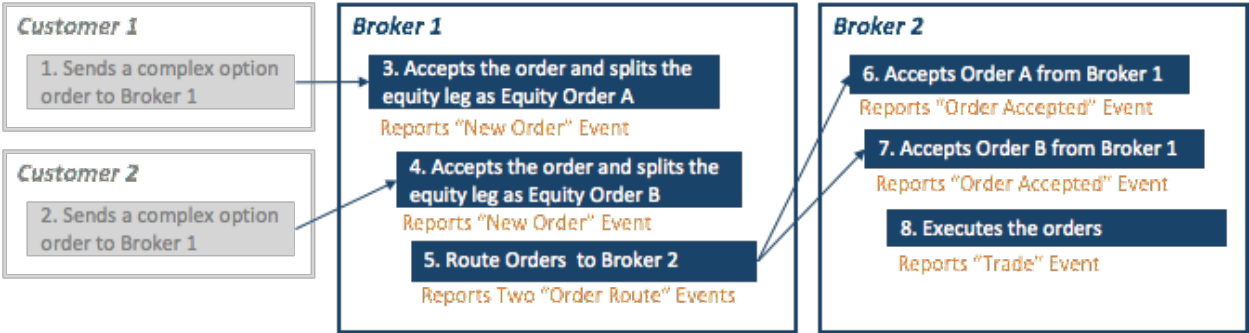 Customer 1
1. Sends a complex option
order to Broker 1
Customer 2
2. Sends a complex option
order to Broker 1
Broker 1
3. Accepts the order and splits the
equity leg as Equity Order A
Reports "New Order" Event
4. Accepts the order and splits the
equity leg as Equity Order B
Reports "New Order" Event
5. Route Orders to Broker 2
Reports Two "Order Route" Events
Broker 2
6. Accepts Order A from Broker 1
Reports "Order Accepted" Event
7. Accepts Order B from Broker 1
Reports "Order Accepted" Event
8. Executes the orders
Reports "Trade" Event